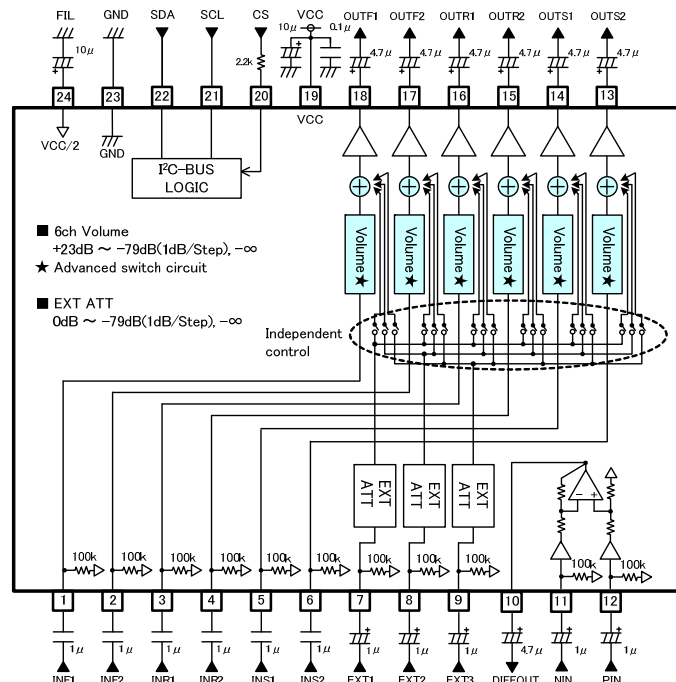 FIL GND SDA SCL CS VCC OUTF1 OUTF2 OUTR1 OUTR2 OUTS1 OUTS2
10μ 0.1μ
10μ 2.2k 4.7μ 4.7μ 4.7μ 4.7μ 4.7μ 4.7μ
24 23 22 21 20 19 18 17 16 15 14 13
VCC
VCC/2 GND
I²C-BUS
LOGIC
■ 6ch Volume
+23dB ~ -79dB(1dB/Step), -∞
★ Advanced switch circuit
Volume★ Volume★ Volume★ Volume★ Volume★ Volume★
■ EXT ATT
0dB ~ -79dB(1dB/Step), -∞
Independent
control
EXT ATT EXT ATT EXT ATT
- +
100k 100k 100k 100k 100k 100k 100k 100k 100k 100k 100k
1 2 3 4 5 6 7 8 9 10 11 12
1μ 1μ 1μ 1μ 1μ 1μ 1μ 1μ 1μ 4.7μ 1μ 1μ
INF1 INF2 INR1 INR2 INS1 INS2 EXT1 EXT2 EXT3 DIFFOUT NIN PIN